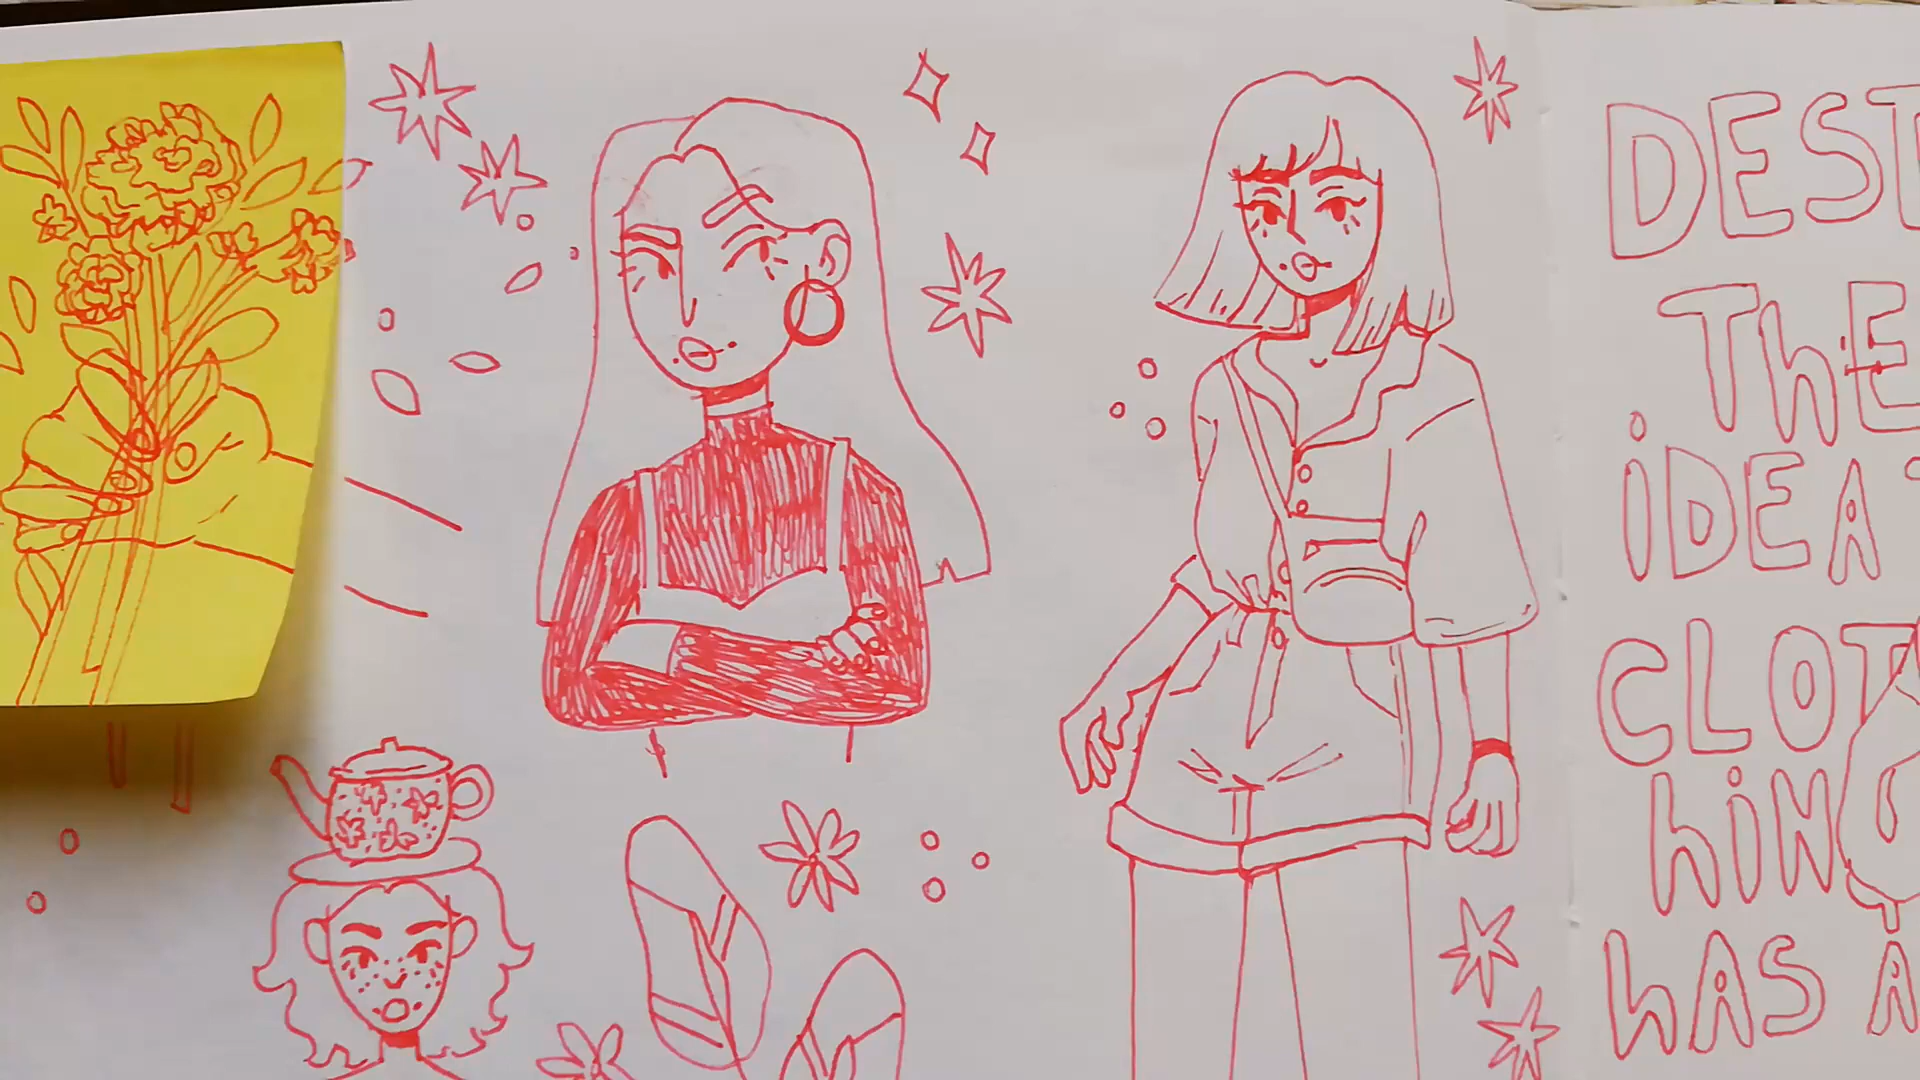 DEST
ThE
iDEA
CLOT
hiN
hAS A